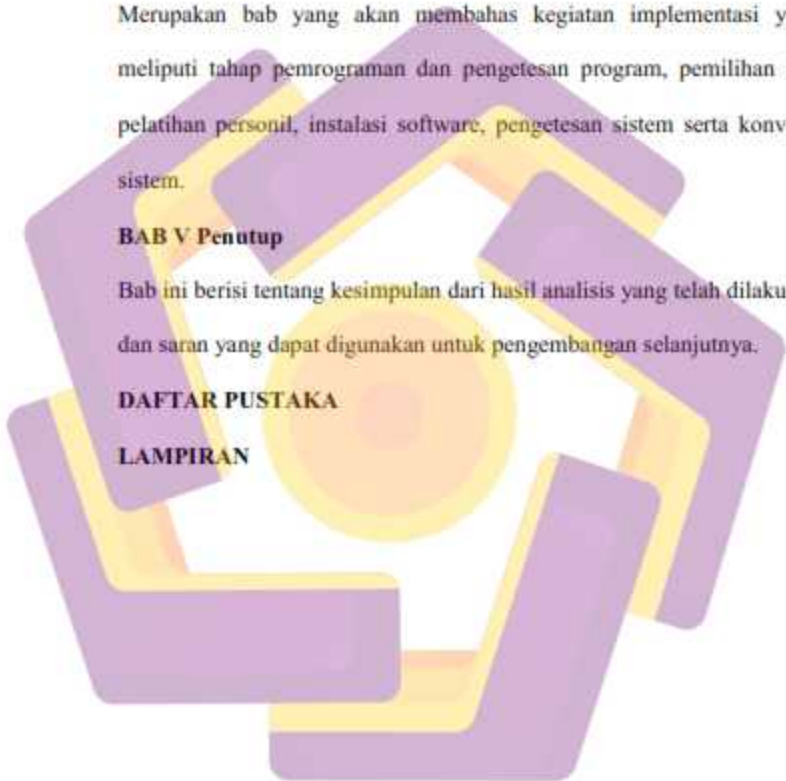 Merupakan bab yang akan membahas kegiatan implementasi
meliputi tahap pemrograman dan pengetesan program, pemilihan
pelatihan personil, instalasi software, pengetesan sistem serta
sistem.
BAB V Penutup
Bab ini berisi tentang kesimpulan dari hasil analisis yang telah
dan saran yang dapat digunakan untuk pengembangan selanjutnya.
DAFTAR PUSTAKA
LAMPIRAN